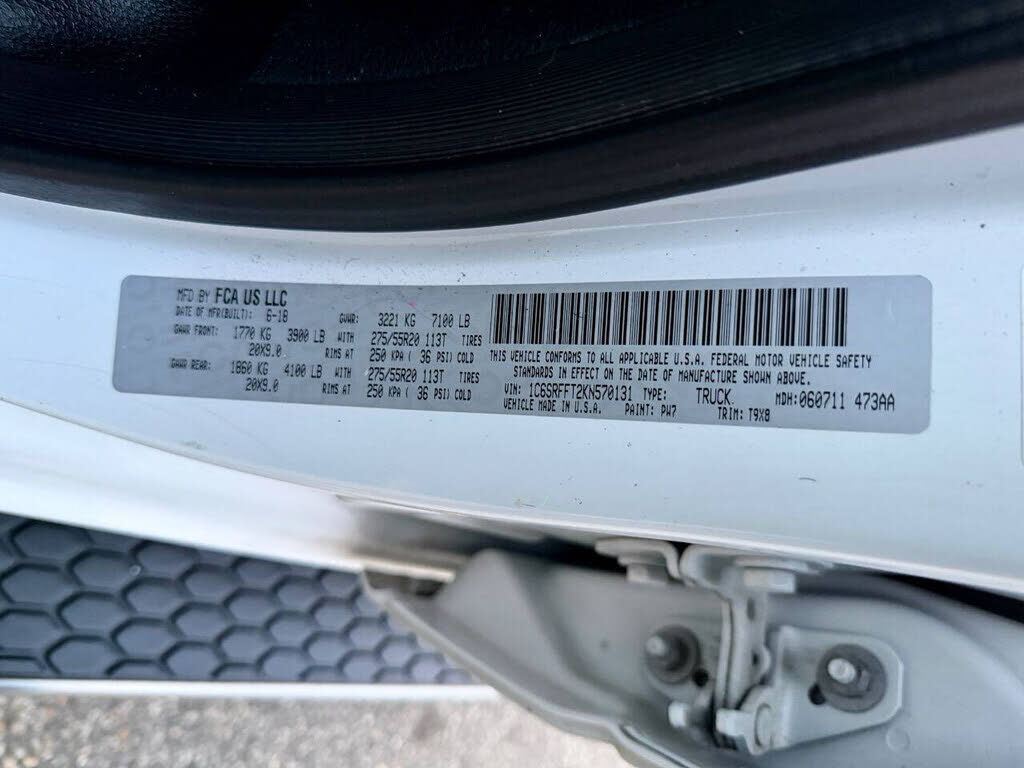 MFD BY FCA US LLC
DATE OF MFR(BUILT): 6-18 GVWR: 3221 KG 7100 LB
GAWR FRONT: 1770 KG 3900 LB WITH 275/55R20 113T TIRES
20X9.0 RIMS AT 250 KPA ( 36 PSI) COLD
GAWR REAR: 1860 KG 4100 LB WITH 275/55R20 113T TIRES
20X9.0 RIMS AT 250 KPA ( 36 PSI) COLD
THIS VEHICLE CONFORMS TO ALL APPLICABLE U.S.A. FEDERAL MOTOR VEHICLE SAFETY
STANDARDS IN EFFECT ON THE DATE OF MANUFACTURE SHOWN ABOVE.
VIN: 1C6SRFFT2KN570131 TYPE: TRUCK MDH:060711 473AA
VEHICLE MADE IN U.S.A. PAINT: PW7 TRIM: T9X8